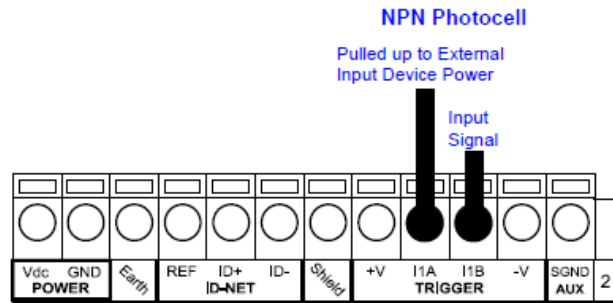 NPN Photocell
Pulled up to External
Input Device Power
Input
Signal
Vdc GND Earth REF ID+ ID- Shield +V I1A I1B -V SGND 2
POWER ID-NET TRIGGER AUX